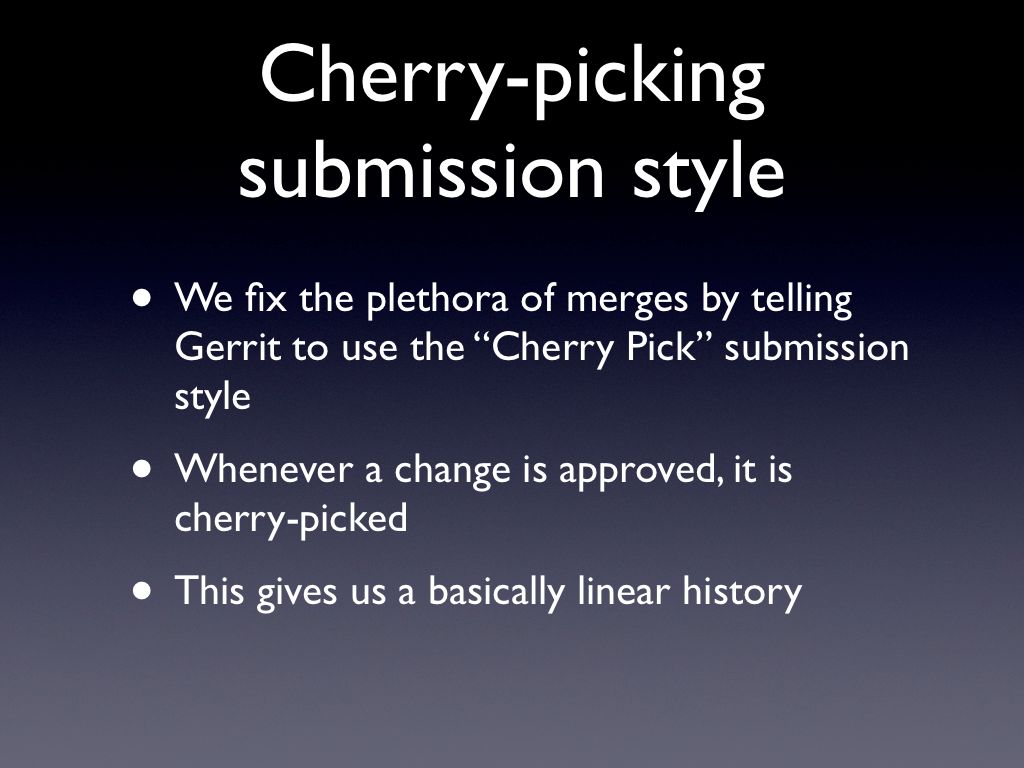 Cherry-picking
submission style
• We fix the plethora of merges by telling
Gerrit to use the “Cherry Pick” submission
style
• Whenever a change is approved, it is
cherry-picked
• This gives us a basically linear history